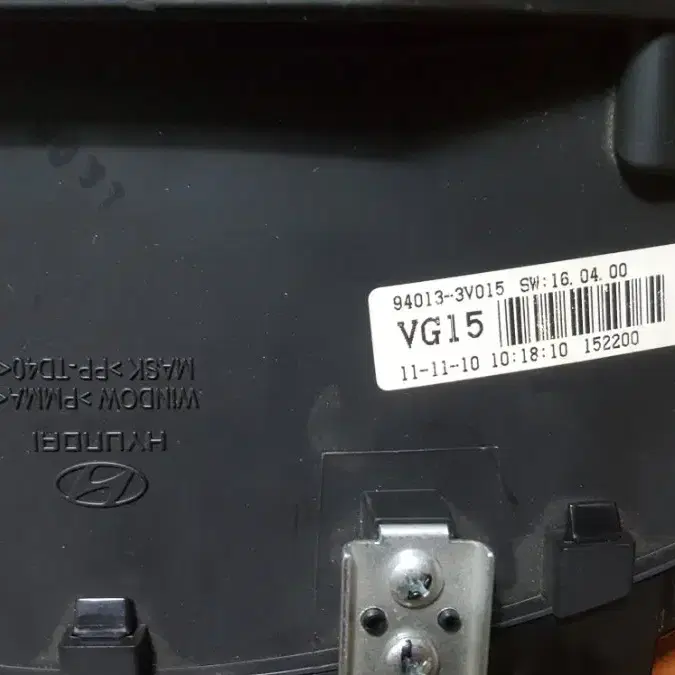 94013-3V015 SW:16.04.00
VG15
11-11-10 10:18:10 152200
HYUNDAI
WINDOW >PMMA<
MASK >PP-TD40<